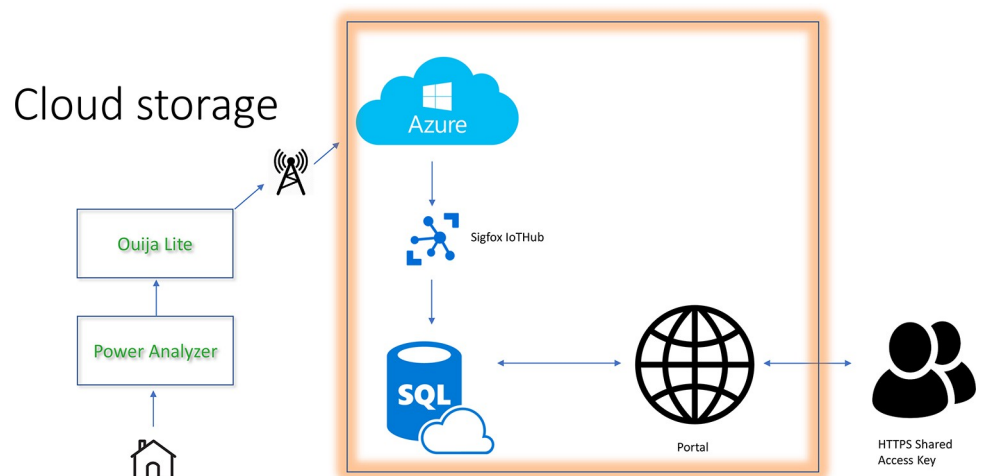 Cloud storage
Azure
Ouija Lite
Sigfox IoTHub
Power Analyzer
SQL
Portal
HTTPS Shared
Access Key